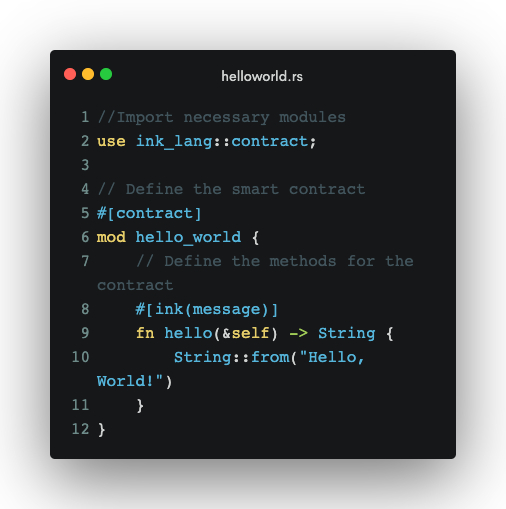 helloworld.rs
1 //Import necessary modules
2 use ink_lang::contract;
3
4 // Define the smart contract
5 #[contract]
6 mod hello_world {
7     // Define the methods for the
contract
8     #[ink(message)]
9     fn hello(&self) -> String {
10         String::from("Hello,
World!")
11     }
12 }